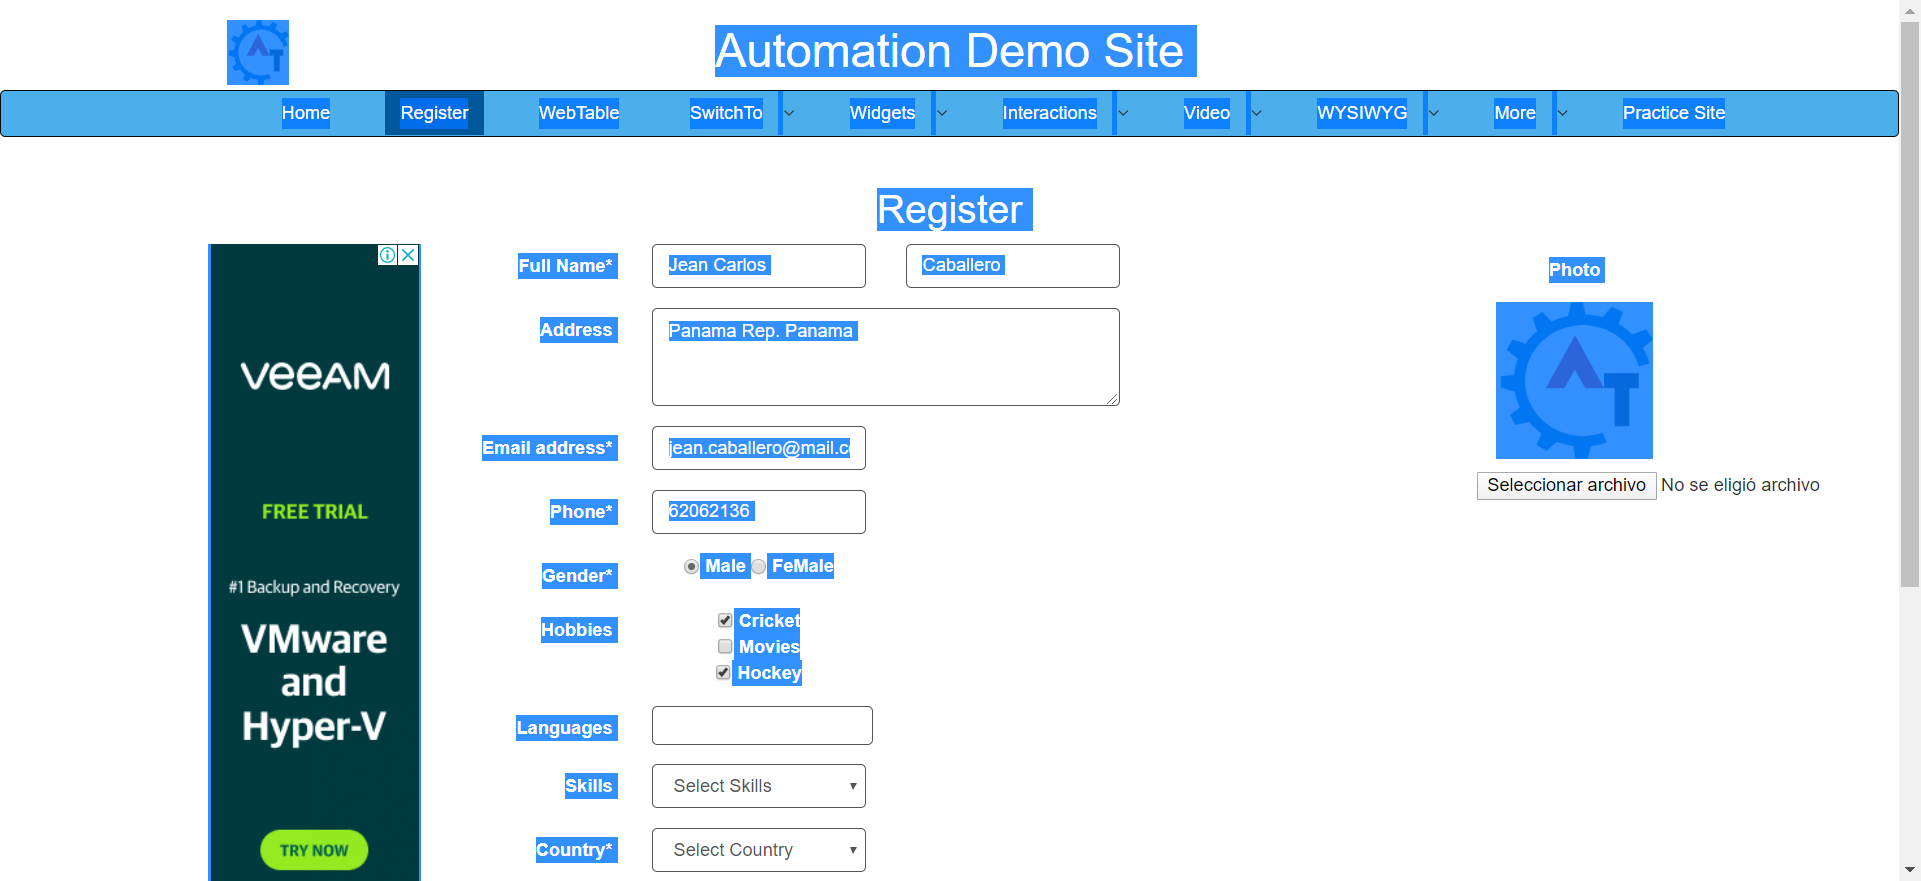 Automation Demo Site
Home Register WebTable SwitchTo Widgets Interactions Video WYSIWYG More Practice Site
Register
Full Name* Jean Carlos Caballero
Photo
Address Panama Rep. Panama
VEEAM
Email address* jean.caballero@mail.c
Seleccionar archivo No se eligió archivo
Phone* 62062136
FREE TRIAL
Gender* Male FeMale
#1 Backup and Recovery
Hobbies Cricket
Movies
Hockey
VMware
and
Hyper-V
Languages
Skills Select Skills
Country* Select Country
TRY NOW